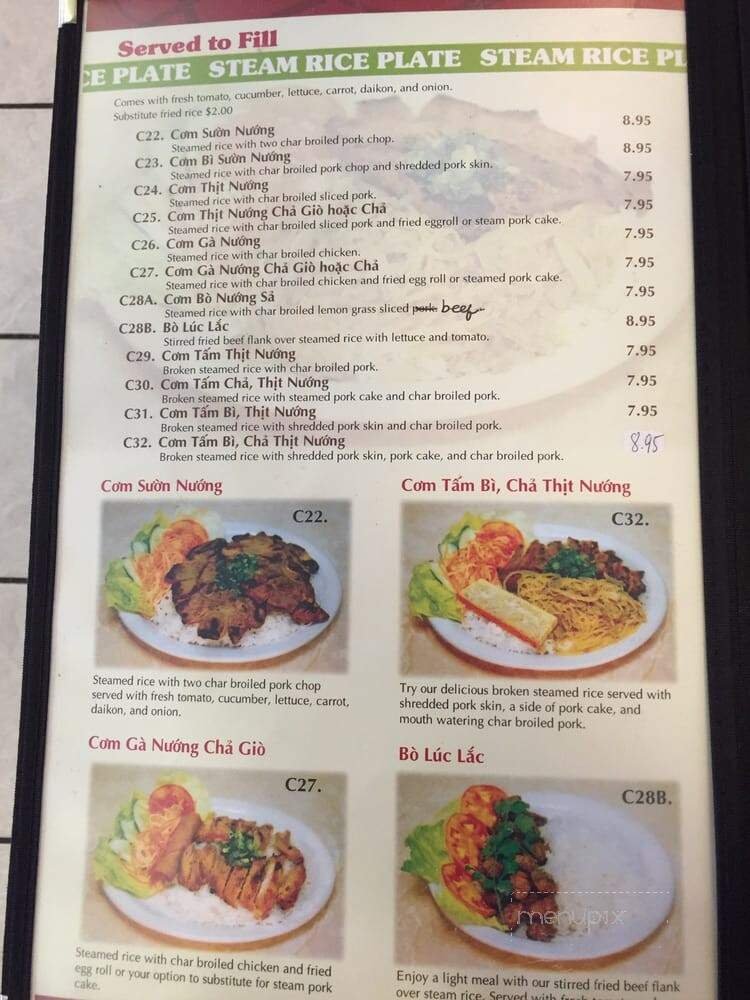 Served to Fill
CE PLATE STEAM RICE PLATE STEAM RICE PL
Comes with fresh tomato, cucumber, lettuce, carrot, daikon, and onion.
Substitute fried rice $2.00
C22. Cơm Sườn Nướng 8.95
Steamed rice with two char broiled pork chop.
C23. Cơm Bì Sườn Nướng 8.95
Steamed rice with char broiled pork chop and shredded pork skin.
C24. Cơm Thịt Nướng 7.95
Steamed rice with char broiled sliced pork.
C25. Cơm Thịt Nướng Chả Giò hoặc Chả 7.95
Steamed rice with char broiled sliced pork and fried eggroll or steam pork cake.
C26. Cơm Gà Nướng 7.95
Steamed rice with char broiled chicken.
C27. Cơm Gà Nướng Chả Giò hoặc Chả 7.95
Steamed rice with char broiled chicken and fried egg roll or steamed pork cake.
C28A. Cơm Bò Nướng Sả 7.95
Steamed rice with char broiled lemon grass sliced pork. beef
C28B. Bò Lúc Lắc 8.95
Stirred fried beef flank over steamed rice with lettuce and tomato.
C29. Cơm Tấm Thịt Nướng 7.95
Broken steamed rice with char broiled pork.
C30. Cơm Tấm Chả, Thịt Nướng 7.95
Broken steamed rice with steamed pork cake and char broiled pork.
C31. Cơm Tấm Bì, Thịt Nướng 7.95
Broken steamed rice with shredded pork skin and char broiled pork.
C32. Cơm Tấm Bì, Chả Thịt Nướng 8.95
Broken steamed rice with shredded pork skin, pork cake, and char broiled pork.
Cơm Sườn Nướng
C22.
Steamed rice with two char broiled pork chop
served with fresh tomato, cucumber, lettuce, carrot,
daikon, and onion.
Cơm Tấm Bì, Chả Thịt Nướng
C32.
Try our delicious broken steamed rice served with
shredded pork skin, a side of pork cake, and
mouth watering char broiled pork.
Cơm Gà Nướng Chả Giò
C27.
Steamed rice with char broiled chicken and fried
egg roll or your option to substitute for steam pork
cake.
Bò Lúc Lắc
C28B.
menupix
Enjoy a light meal with our stirred fried beef flank
over steam rice. Served with fresh